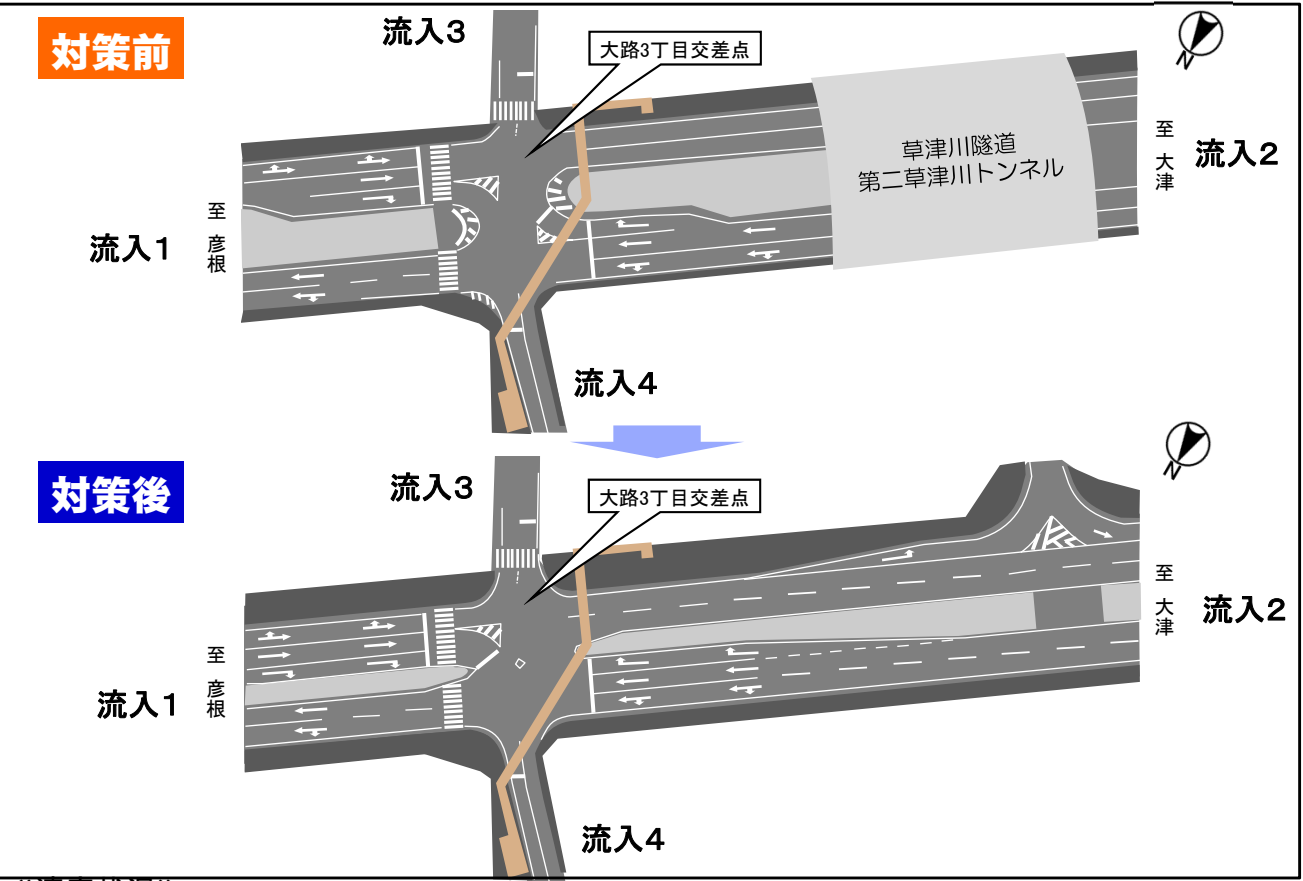 対策前
流入3
大路3丁目交差点
N
草津川隧道
第二草津川トンネル
至 大津
流入2
至 彦根
流入1
流入4
対策後
流入3
大路3丁目交差点
N
至 大津
流入2
至 彦根
流入1
流入4